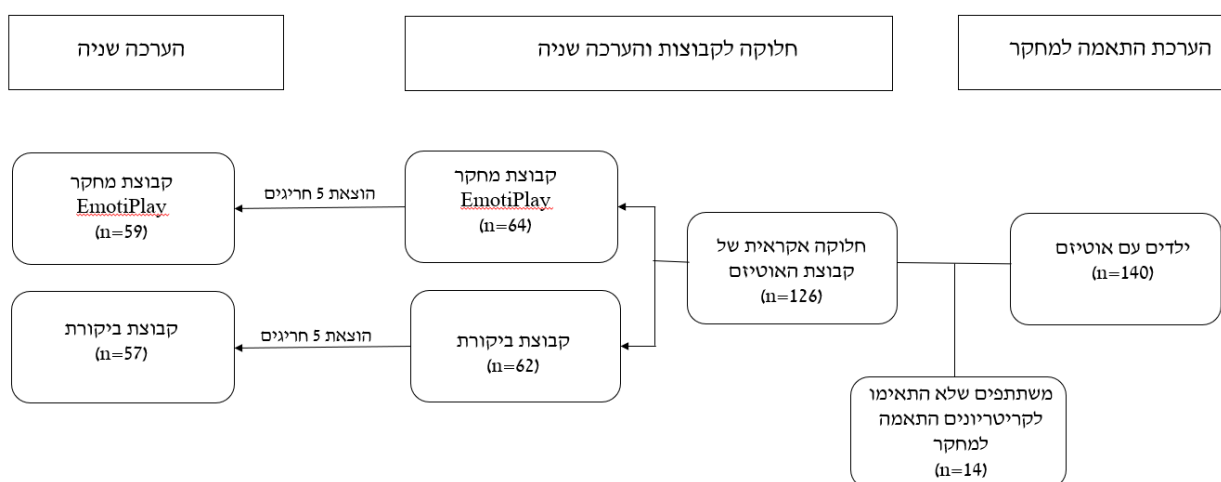 הערכת התאמה למחקר
חלוקה לקבוצות והערכה שניה
הערכה שניה
ילדים עם אוטיזם
(n=140)
משתתפים שלא התאימו
לקריטריונים התאמה
למחקר
(n=14)
חלוקה אקראית של
קבוצת האוטיזם
(n=126)
קבוצת מחקר
EmotiPlay
(n=64)
הוצאת 5 חריגים
קבוצת מחקר
EmotiPlay
(n=59)
קבוצת ביקורת
(n=62)
הוצאת 5 חריגים
קבוצת ביקורת
(n=57)